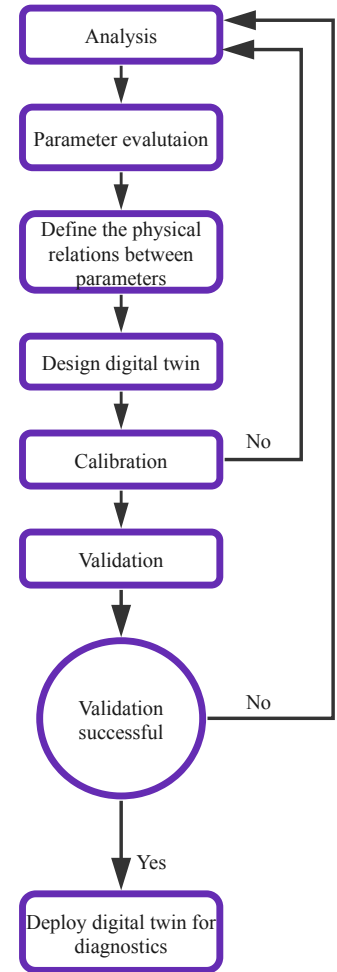 Analysis
Parameter evalutaion
Define the physical
relations between
parameters
Design digital twin
Calibration
No
Validation
Validation
successful
No
Yes
Deploy digital twin for
diagnostics